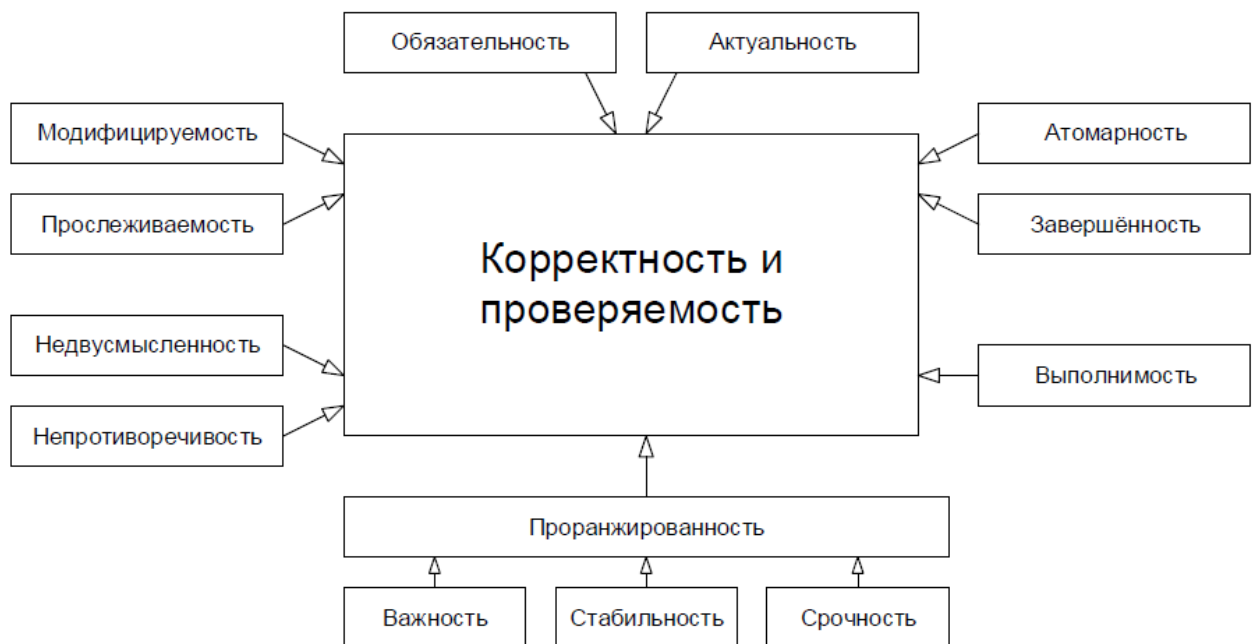 Обязательность
Актуальность
Модифицируемость
Атомарность
Прослеживаемость
Завершённость
Корректность и
проверяемость
Недвусмысленность
Выполнимость
Непротиворечивость
Проранжированность
Важность
Стабильность
Срочность